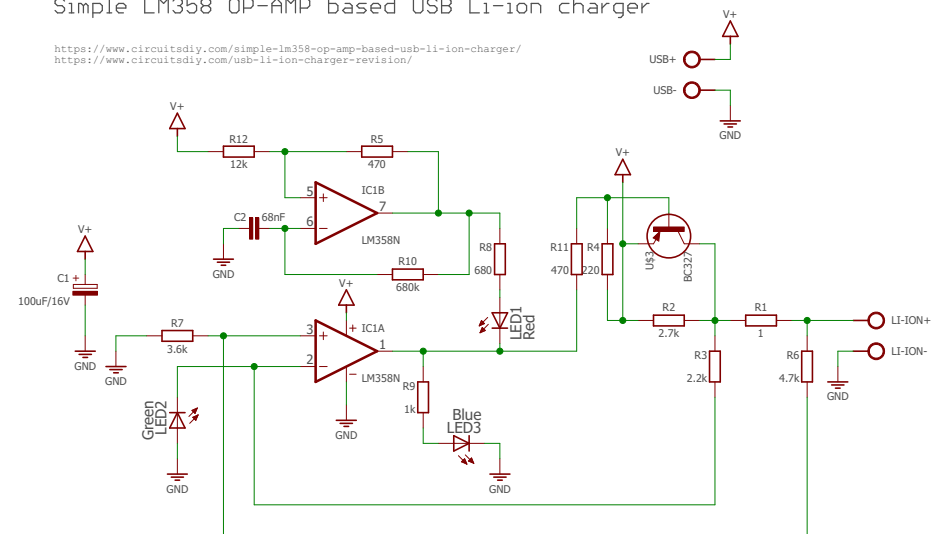 Simple LM358 OP-AMP based USB Li-ion charger
https://www.circuitsdiy.com/simple-lm358-op-amp-based-usb-li-ion-charger/
https://www.circuitsdiy.com/usb-li-ion-charger-revision/
V+
USB+
USB-
GND
V+
R12
12k
R5
470
5
6
7
IC1B
LM358N
C2
68nF
GND
R10
680k
R8
680
LED1
Red
V+
C1
+
100uF/16V
GND
R7
3.6k
GND
V+
3
2
1
IC1A
LM358N
GND
R9
1k
Blue
LED3
GND
Green
LED2
GND
V+
R11
470
R4
220
U$3
BC327
R2
2.7k
R1
1
R3
2.2k
R6
4.7k
LI-ION+
LI-ION-
GND